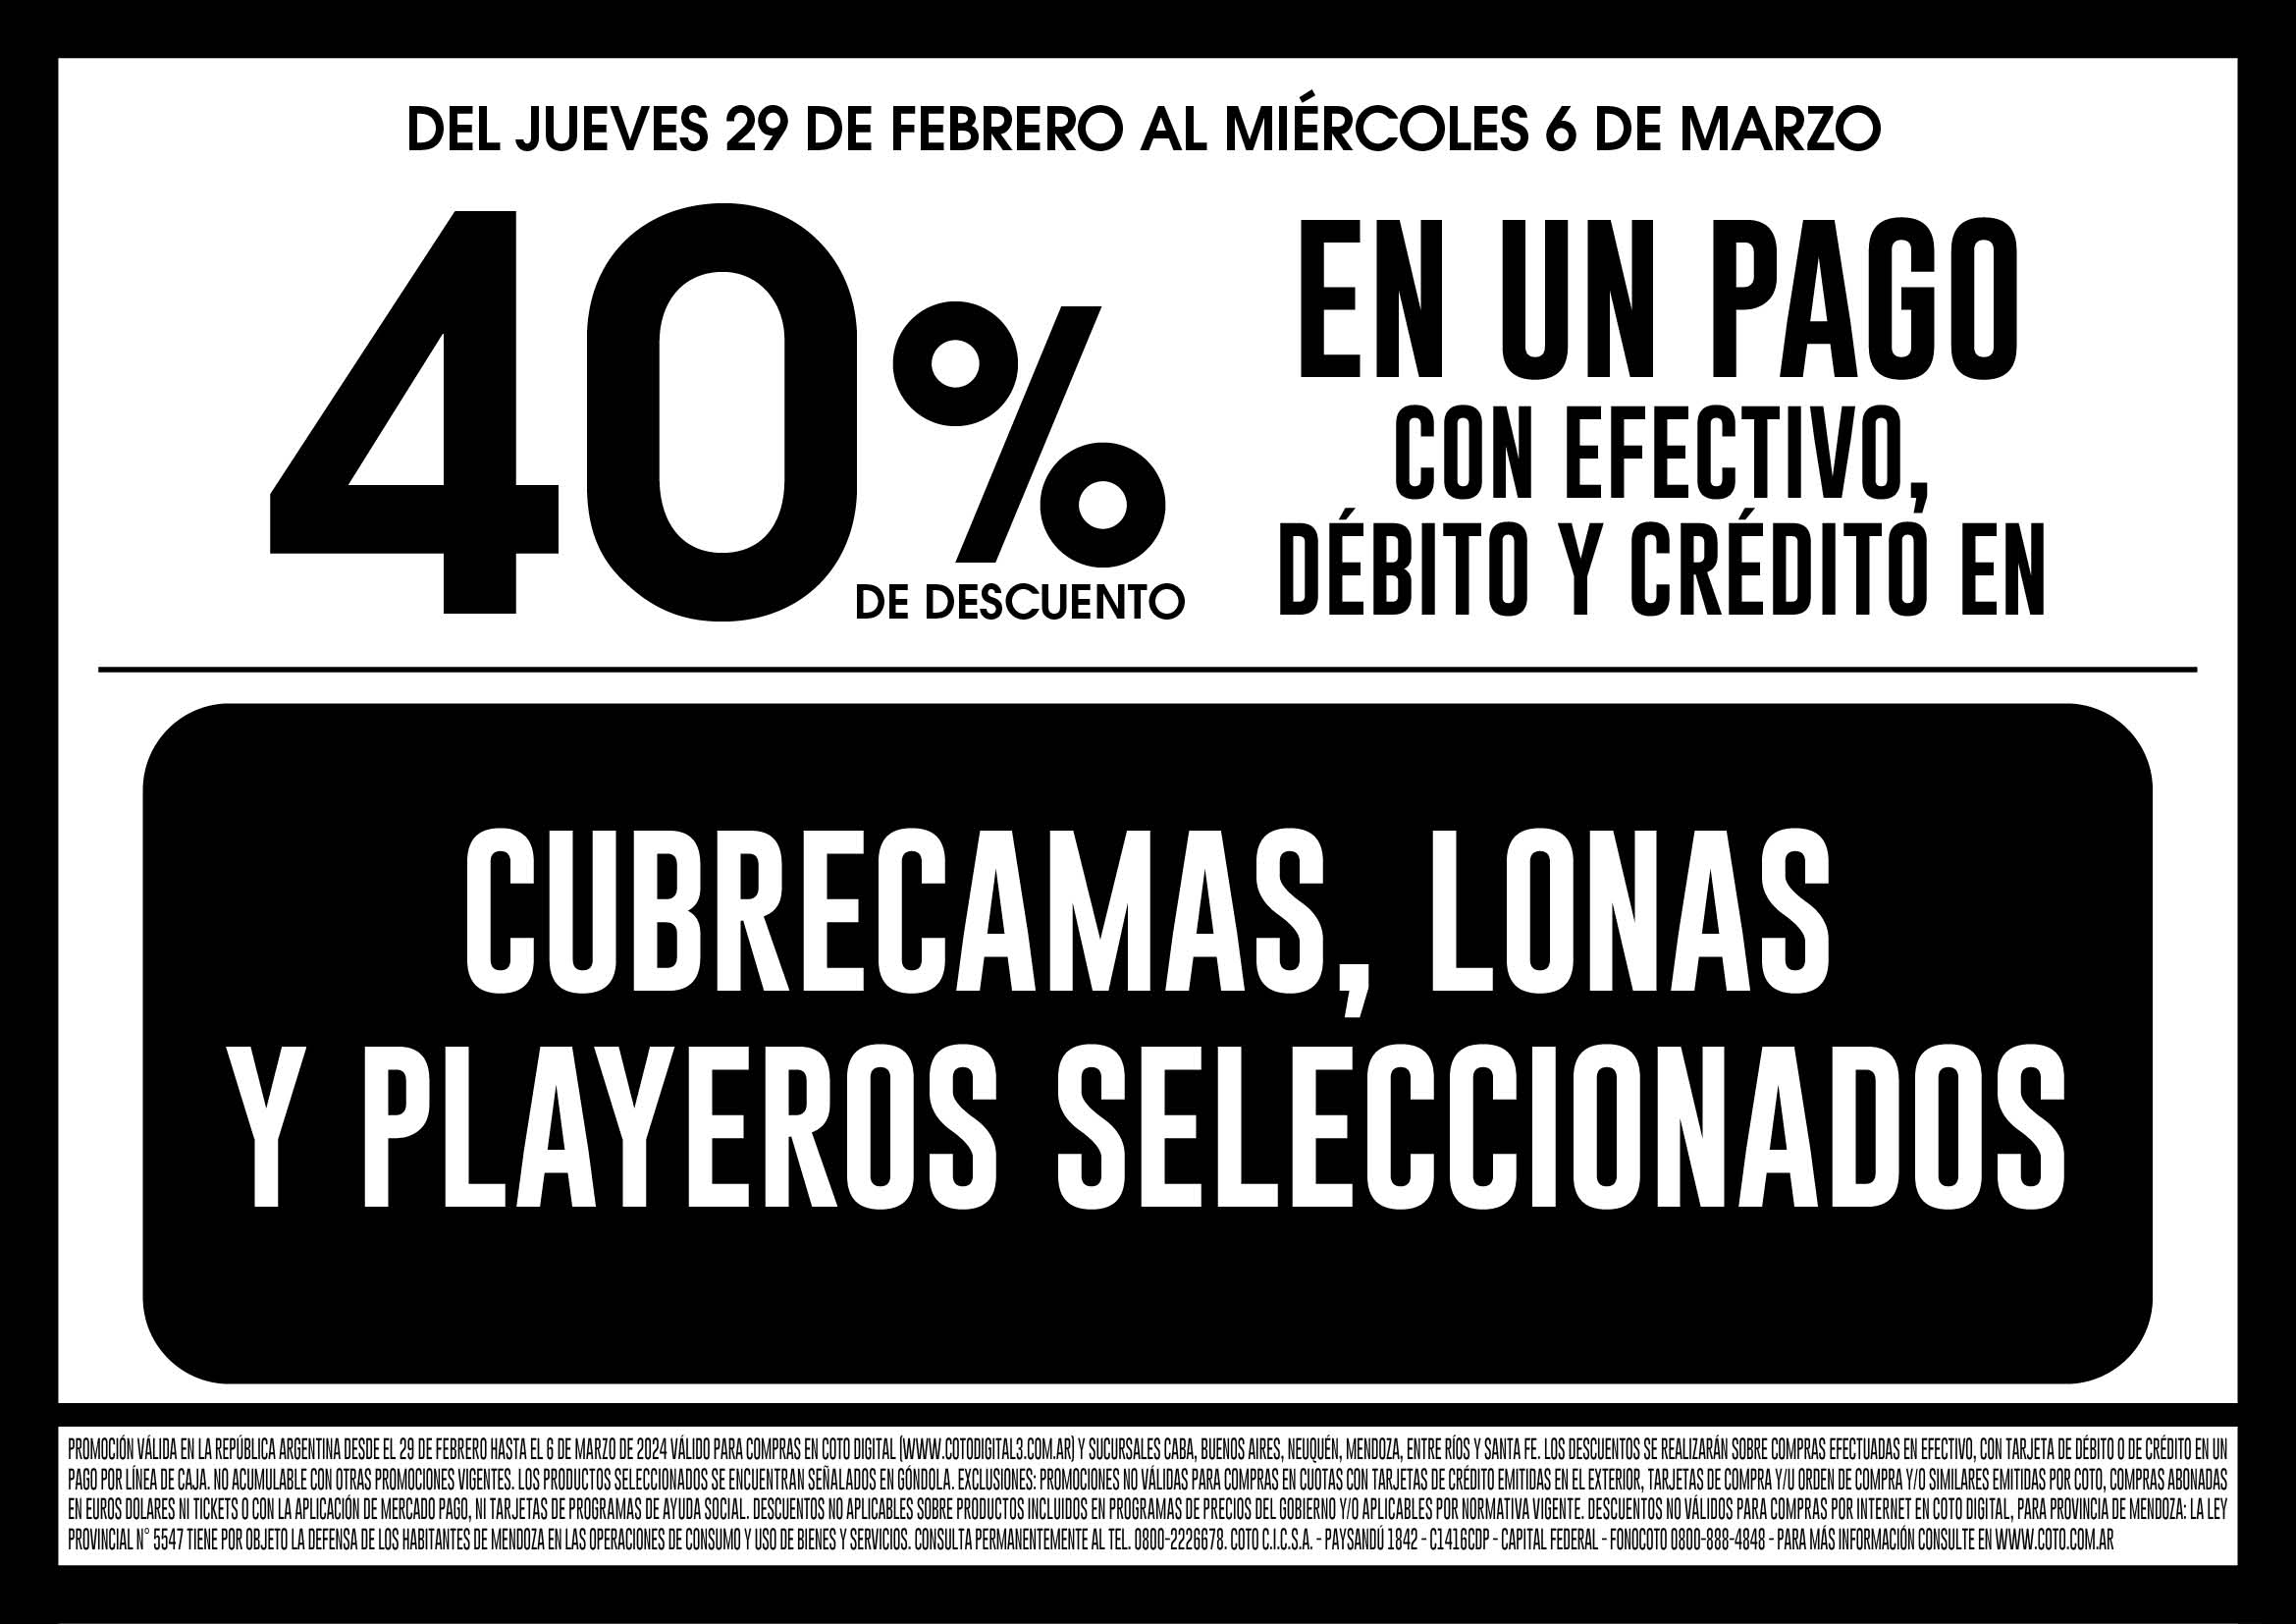 DEL JUEVES 29 DE FEBRERO AL MIÉRCOLES 6 DE MARZO
40%
DE DESCUENTO
EN UN PAGO
CON EFECTIVO,
DÉBITO Y CRÉDITO EN
CUBRECAMAS, LONAS
Y PLAYEROS SELECCIONADOS
PROMOCIÓN VÁLIDA EN LA REPÚBLICA ARGENTINA DESDE EL 29 DE FEBRERO HASTA EL 6 DE MARZO DE 2024 VÁLIDO PARA COMPRAS EN COTO DIGITAL (WWW.COTODIGITAL3.COM.AR) Y SUCURSALES CABA, BUENOS AIRES, NEUQUÉN, MENDOZA, ENTRE RÍOS Y SANTA FE. LOS DESCUENTOS SE REALIZARÁN SOBRE COMPRAS EFECTUADAS EN EFECTIVO, CON TARJETA DE DÉBITO O DE CRÉDITO EN UN
PAGO POR LÍNEA DE CAJA. NO ACUMULABLE CON OTRAS PROMOCIONES VIGENTES. LOS PRODUCTOS SELECCIONADOS SE ENCUENTRAN SEÑALADOS EN GÓNDOLA. EXCLUSIONES: PROMOCIONES NO VÁLIDAS PARA COMPRAS EN CUOTAS CON TARJETAS DE CRÉDITO EMITIDAS EN EL EXTERIOR, TARJETAS DE COMPRA Y/U ORDEN DE COMPRA Y/O SIMILARES EMITIDAS POR COTO, COMPRAS ABONADAS
EN EUROS DOLARES NI TICKETS O CON LA APLICACIÓN DE MERCADO PAGO, NI TARJETAS DE PROGRAMAS DE AYUDA SOCIAL. DESCUENTOS NO APLICABLES SOBRE PRODUCTOS INCLUIDOS EN PROGRAMAS DE PRECIOS DEL GOBIERNO Y/O APLICABLES POR NORMATIVA VIGENTE. DESCUENTOS NO VÁLIDOS PARA COMPRAS POR INTERNET EN COTO DIGITAL, PARA PROVINCIA DE MENDOZA: LA LEY
PROVINCIAL N° 5547 TIENE POR OBJETO LA DEFENSA DE LOS HABITANTES DE MENDOZA EN LAS OPERACIONES DE CONSUMO Y USO DE BIENES Y SERVICIOS. CONSULTA PERMANENTEMENTE AL TEL. 0800-2226678. COTO C.I.C.S.A. - PAYSANDÚ 1842 - C1416CDP - CAPITAL FEDERAL - FONOCOTO 0800-888-4848 - PARA MÁS INFORMACIÓN CONSULTE EN WWW.COTO.COM.AR